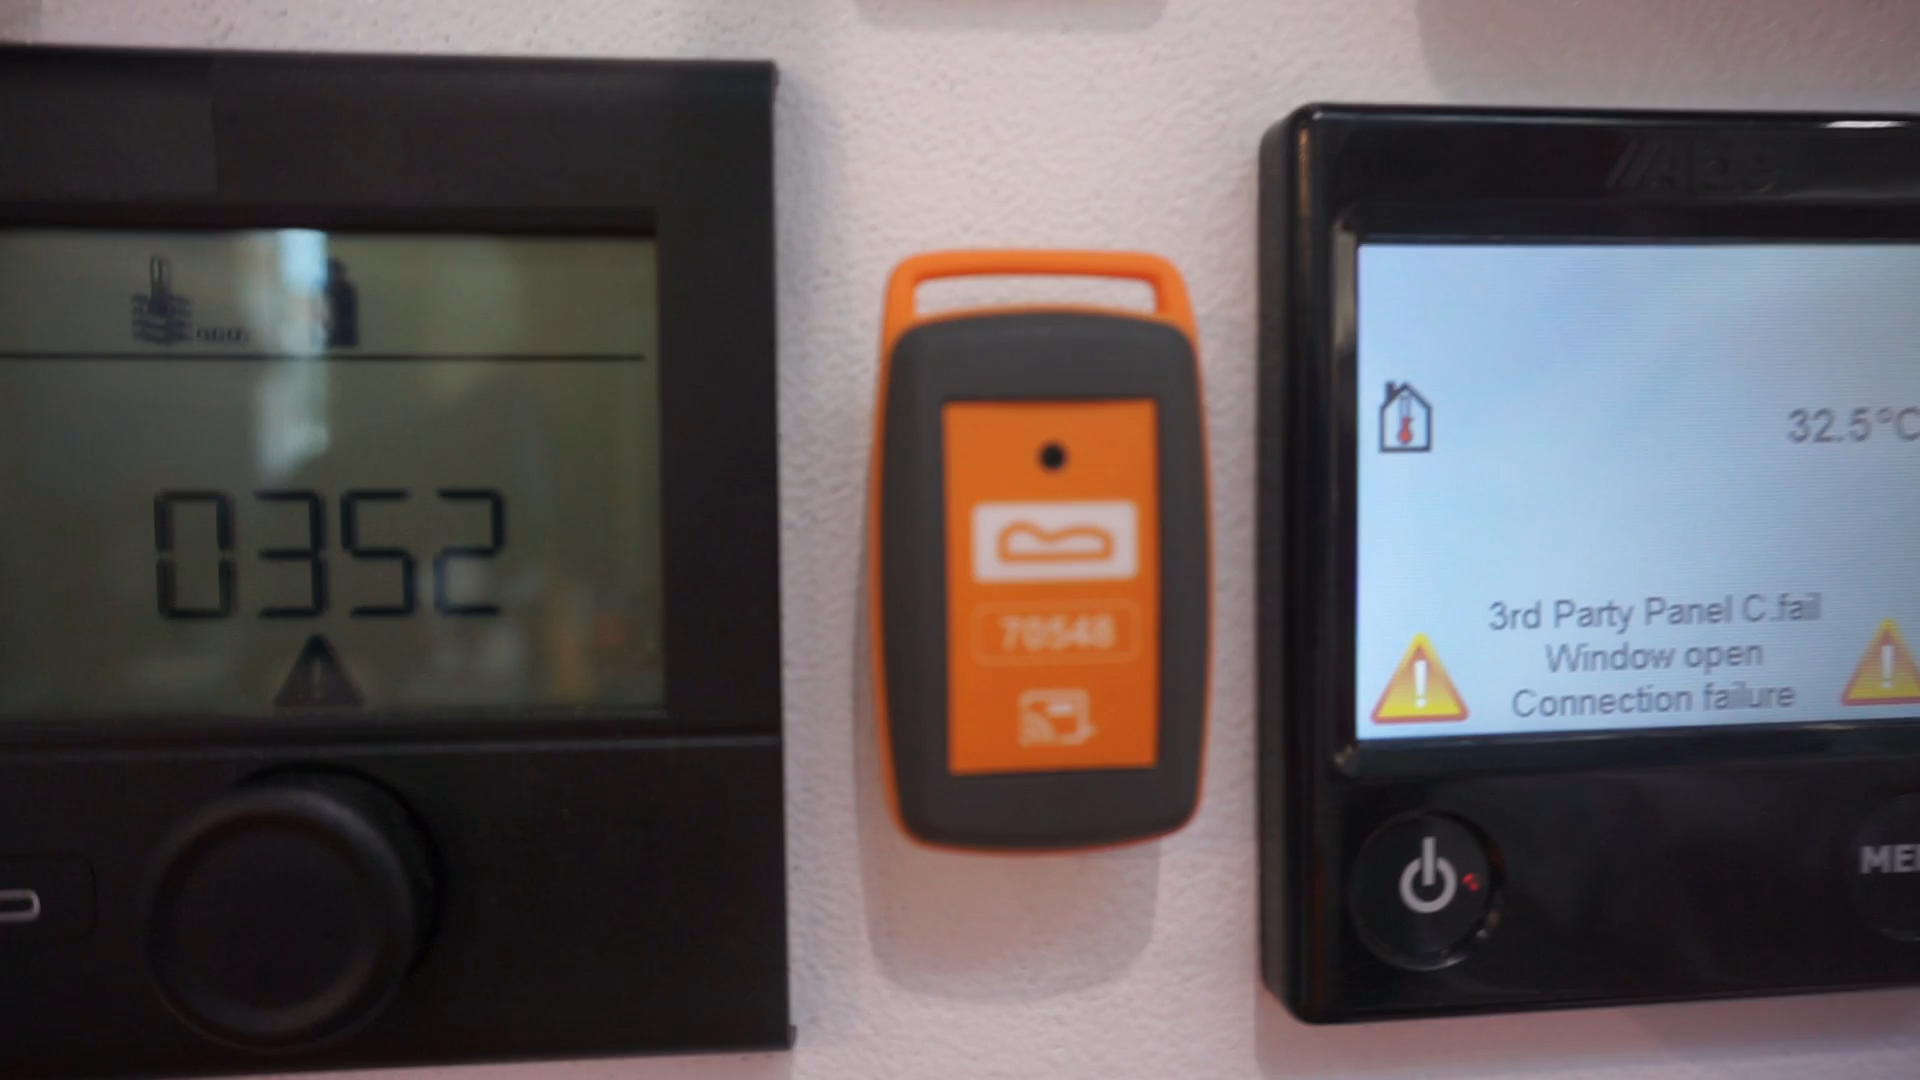 0352
70548
32.5°C
3rd Party Panel C.fail
Window open
Connection failure